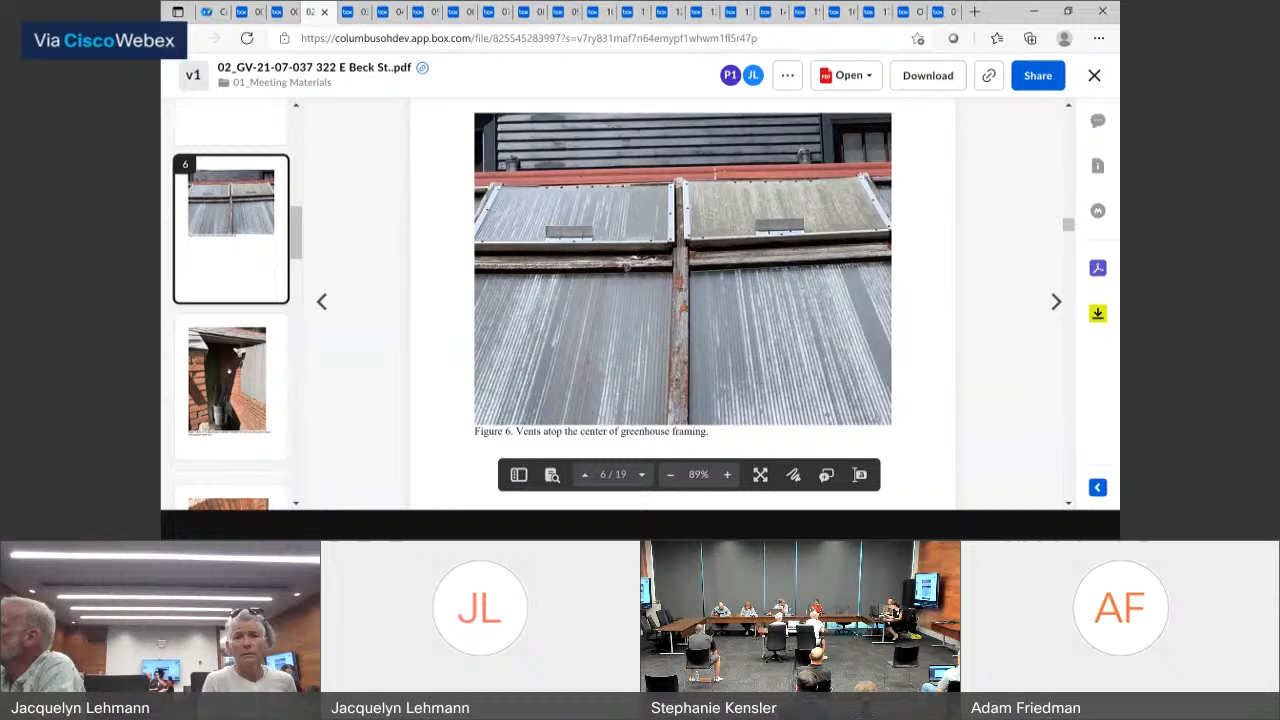 Via CiscoWebex
02
https://columbusohdev.app.box.com/file/825545283997?s=v7ry831maf7n64emypf1whwm1fl5r47p
v1
02_GV-21-07-037 322 E Beck St..pdf
01_Meeting Materials
P1
JL
Open
Download
Share
6
Figure 6. Vents atop the center of greenhouse framing.
6 / 19
89%
JL
AF
Jacquelyn Lehmann
Jacquelyn Lehmann
Stephanie Kensler
Adam Friedman